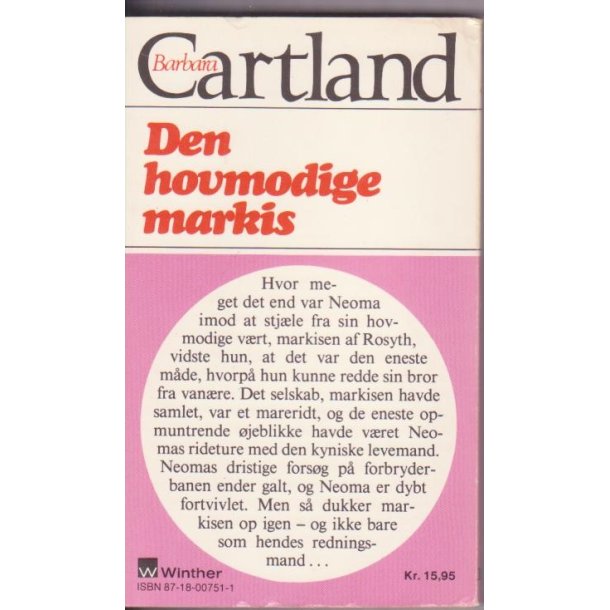 Barbara
Cartland
Den
hovmodige
markis
Hvor me-
get det end var Neoma
imod at stjæle fra sin hov-
modige vært, markisen af Rosyth,
vidste hun, at det var den eneste
måde, hvorpå hun kunne redde sin bror
fra vanære. Det selskab, markisen havde
samlet, var et mareridt, og de eneste op-
muntrende øjeblikke havde været Neo-
mas rideture med den kyniske levemand.
Neomas dristige forsøg på forbryder-
banen ender galt, og Neoma er dybt
fortvivlet. Men så dukker mar-
kisen op igen – og ikke bare
som hendes rednings-
mand...
Winther
ISBN 87-18-00751-1
Kr. 15,95